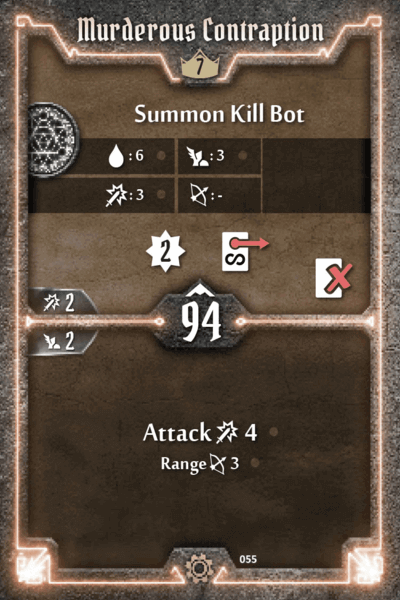 Murderous Contraption
7
Summon Kill Bot
: 6 : 3
: 3 : -
2
S
2
94
2
Attack 4
Range 3
055